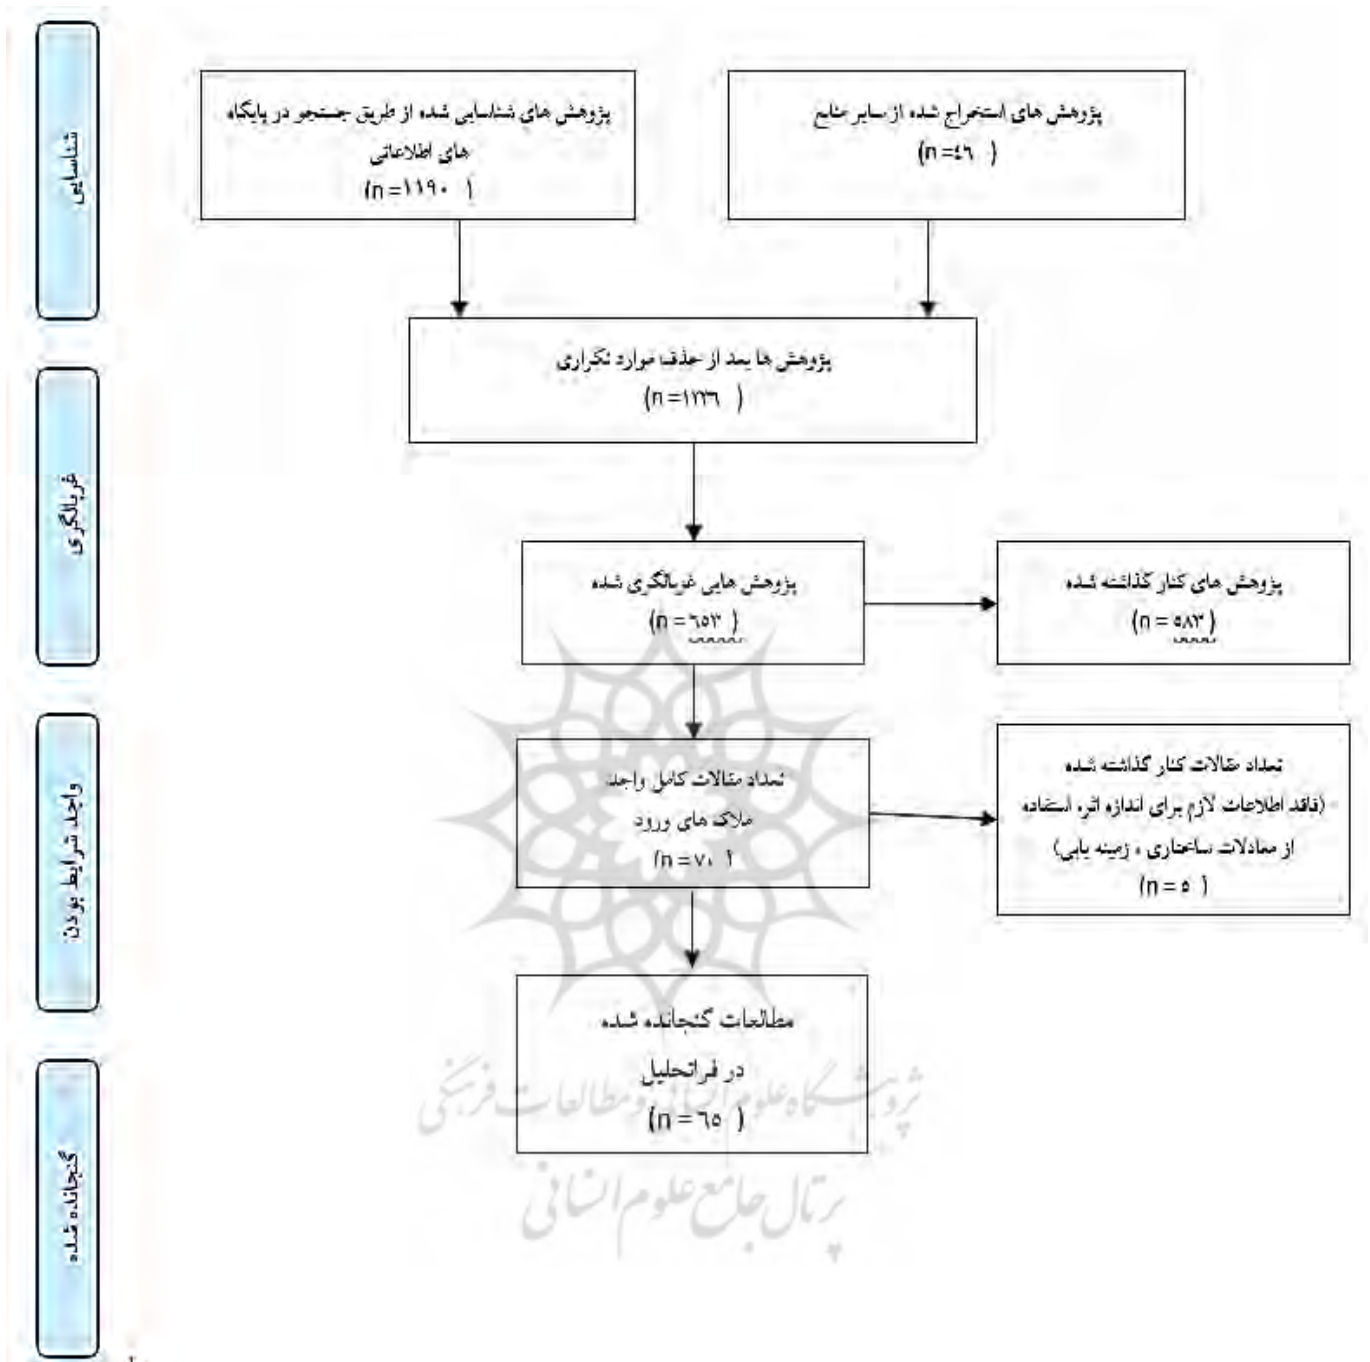 شناسایی
پژوهش های استخراج شده از سایر منابع
(n =٤٦ )
پژوهش های شناسایی شده از طریق جستجو در پایگاه
های اطلاعاتی
(n =۱۱۹۰ )
پژوهش ها بعد از حذف موارد تکراری
(n =۱۲۳٦ )
غربالگری
پژوهش هایی غربالگری شده
(n = ٦٥٣ )
پژوهش های کنار گذاشته شده
(n = ٥٨٣ )
واجد شرایط بودن
تعداد مقالات کامل واجد
ملاک های ورود
(n = ۷۰ )
تعداد مقالات کنار گذاشته شده
(فاقد اطلاعات لازم برای اندازه اثر، استفاده
از معادلات ساختاری ، زمینه یابی)
(n = ٥ )
گنجانده شده
مطالعات گنجانده شده
در فراتحلیل
(n = ٦٥ )
پژوهشگاه علوم انسانی و مطالعات فرهنگی
پرتال جامع علوم انسانی